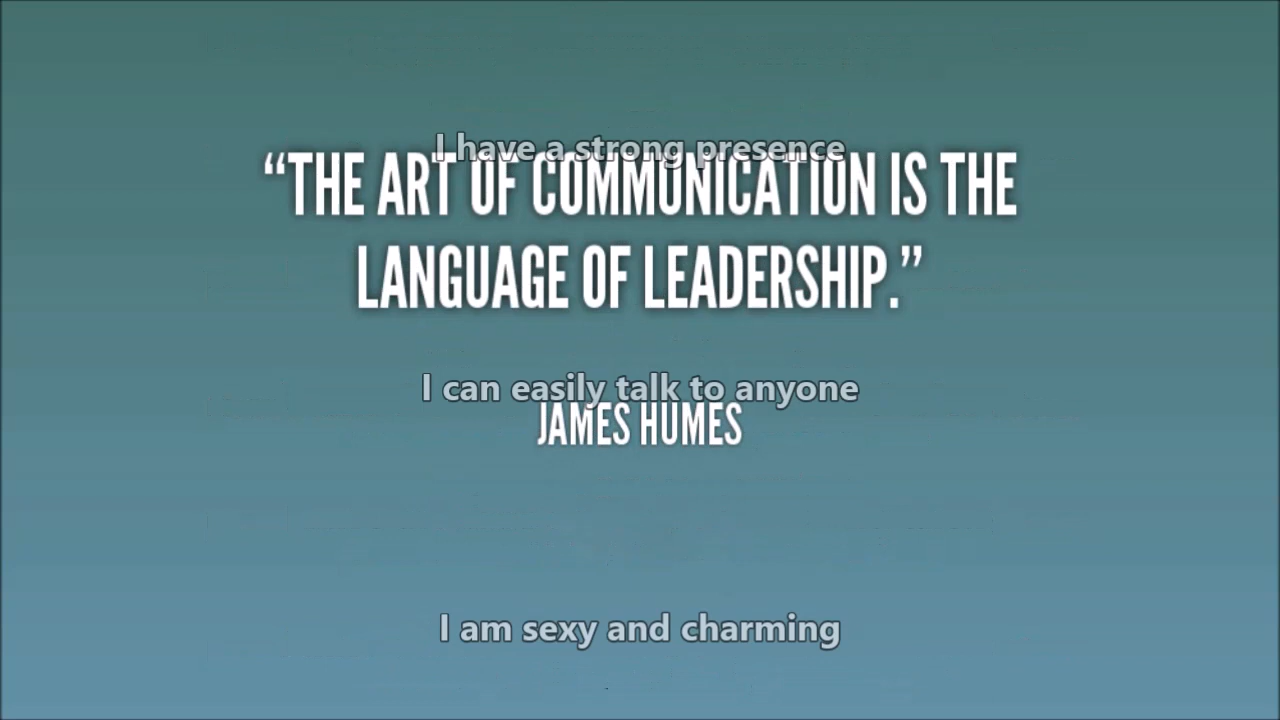 I have a strong presence
“THE ART OF COMMUNICATION IS THE
LANGUAGE OF LEADERSHIP.”
I can easily talk to anyone
JAMES HUMES
I am sexy and charming